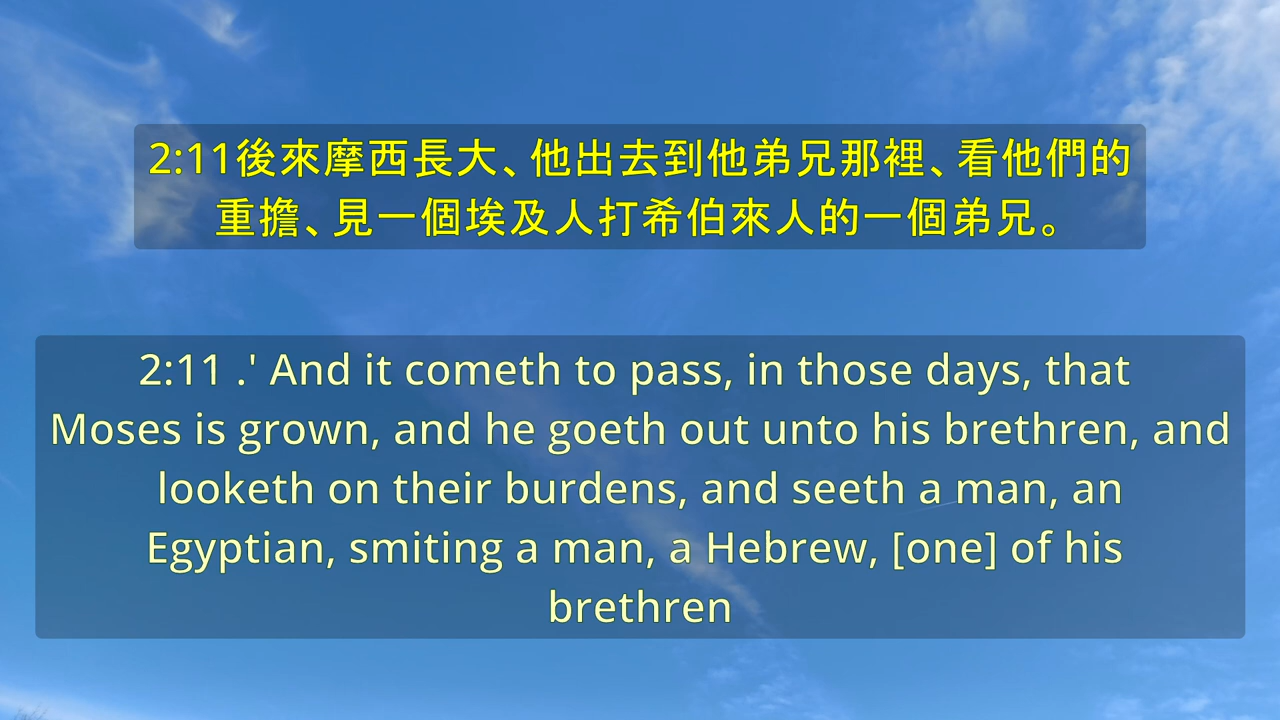 2:11後來摩西長大、他出去到他弟兄那裡、看他們的
重擔、見一個埃及人打希伯來人的一個弟兄。
2:11 .' And it cometh to pass, in those days, that
Moses is grown, and he goeth out unto his brethren, and
looketh on their burdens, and seeth a man, an
Egyptian, smiting a man, a Hebrew, [one] of his
brethren